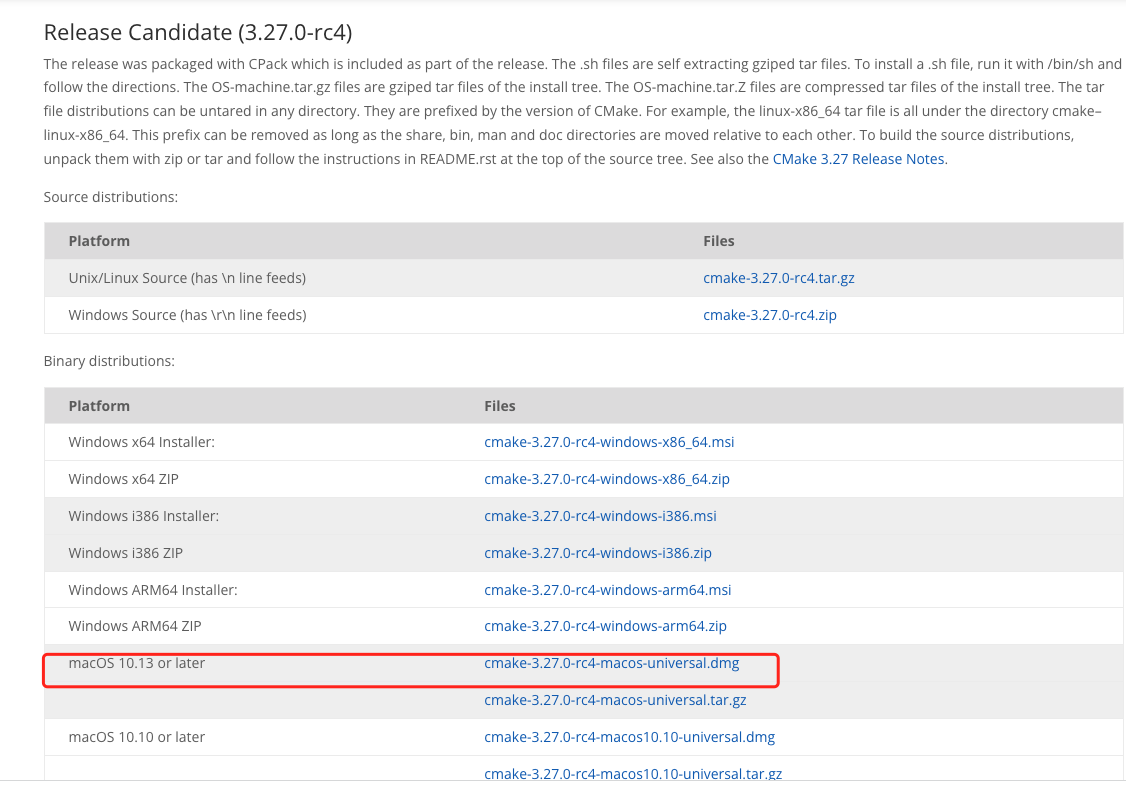 Release Candidate (3.27.0-rc4)
The release was packaged with CPack which is included as part of the release. The .sh files are self extracting gziped tar files. To install a .sh file, run it with /bin/sh and
follow the directions. The OS-machine.tar.gz files are gziped tar files of the install tree. The OS-machine.tar.Z files are compressed tar files of the install tree. The tar
file distributions can be untared in any directory. They are prefixed by the version of CMake. For example, the linux-x86_64 tar file is all under the directory cmake–
linux-x86_64. This prefix can be removed as long as the share, bin, man and doc directories are moved relative to each other. To build the source distributions,
unpack them with zip or tar and follow the instructions in README.rst at the top of the source tree. See also the CMake 3.27 Release Notes.
Source distributions:
Platform Files
Unix/Linux Source (has \n line feeds) cmake-3.27.0-rc4.tar.gz
Windows Source (has \r\n line feeds) cmake-3.27.0-rc4.zip
Binary distributions:
Platform Files
Windows x64 Installer: cmake-3.27.0-rc4-windows-x86_64.msi
Windows x64 ZIP cmake-3.27.0-rc4-windows-x86_64.zip
Windows i386 Installer: cmake-3.27.0-rc4-windows-i386.msi
Windows i386 ZIP cmake-3.27.0-rc4-windows-i386.zip
Windows ARM64 Installer: cmake-3.27.0-rc4-windows-arm64.msi
Windows ARM64 ZIP cmake-3.27.0-rc4-windows-arm64.zip
macOS 10.13 or later cmake-3.27.0-rc4-macos-universal.dmg
cmake-3.27.0-rc4-macos-universal.tar.gz
macOS 10.10 or later cmake-3.27.0-rc4-macos10.10-universal.dmg
cmake-3.27.0-rc4-macos10.10-universal.tar.gz